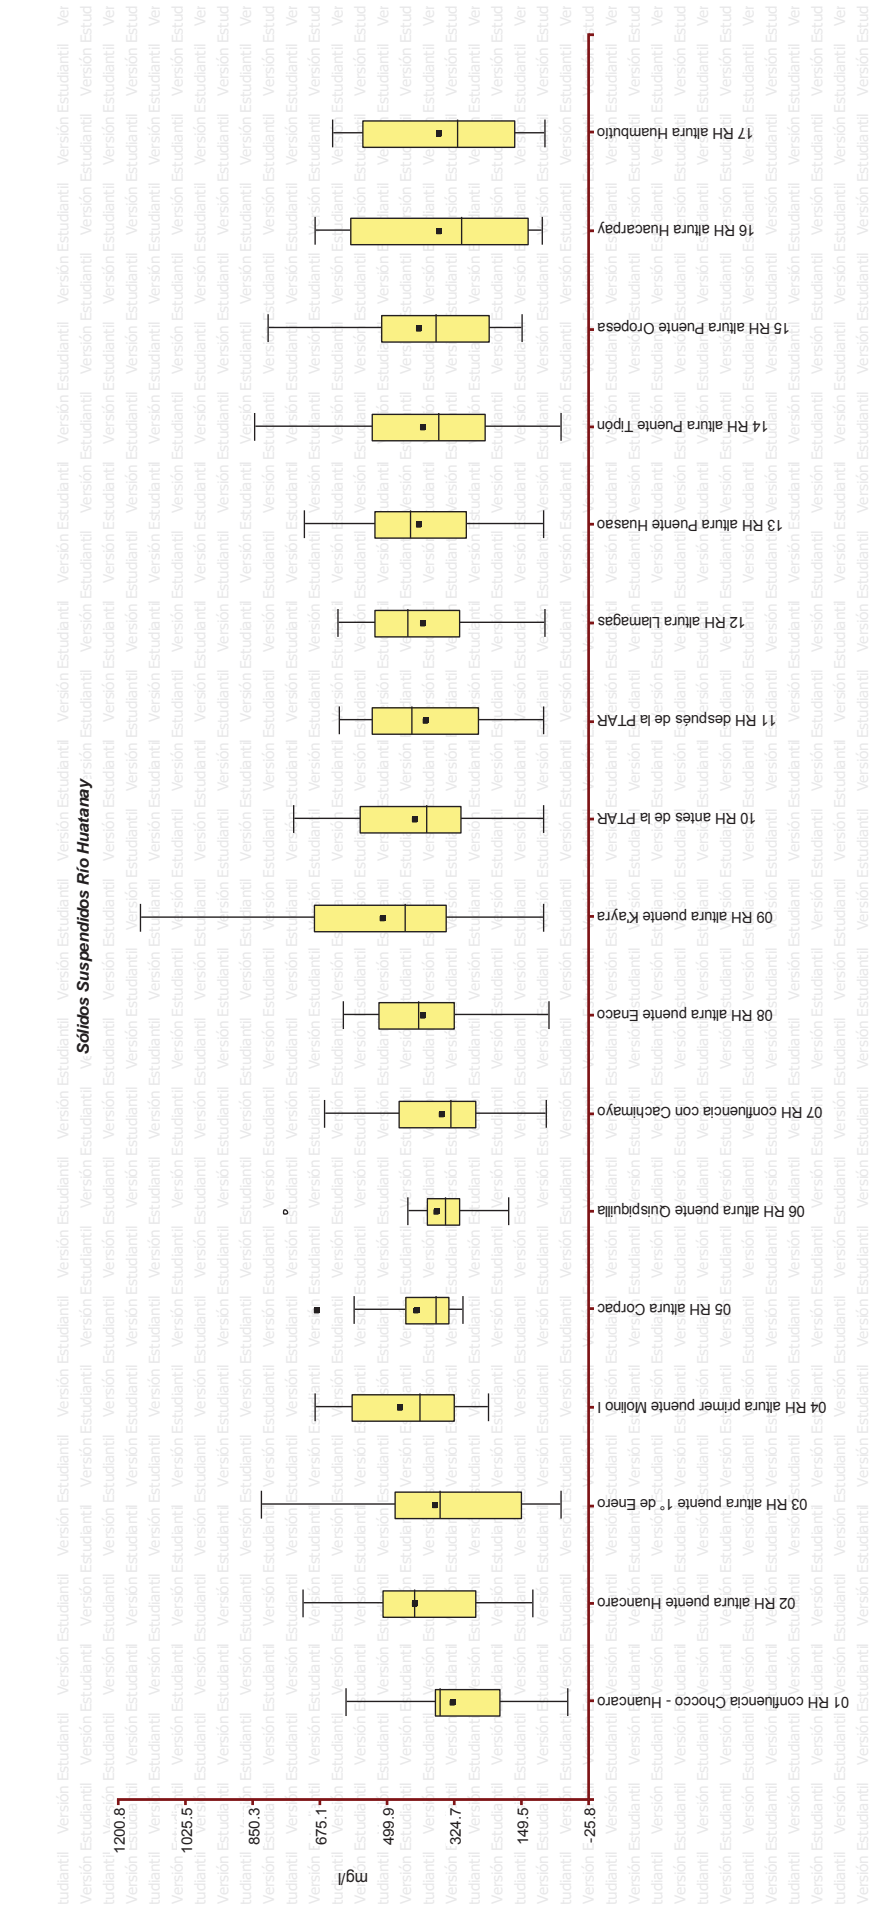 Sólidos Suspendidos Río Huatanay
mg/l
1200.8
1025.5
850.3
675.1
499.9
324.7
149.5
-25.8
01 RH confluencia Chocco - Huancaro
02 RH altura puente Huancaro
03 RH altura puente 1° de Enero
04 RH altura primer puente Molino I
05 RH altura Corpac
06 RH altura puente Quispiquilla
07 RH confluencia con Cachimayo
08 RH altura puente Enaco
09 RH altura puente K'ayra
10 RH antes de la PTAR
11 RH después de la PTAR
12 RH altura Llamagas
13 RH altura Puente Huasao
14 RH altura Puente Tipón
15 RH altura Puente Oropesa
16 RH altura Huacarpay
17 RH altura Huambutío
Versión Estudiantil